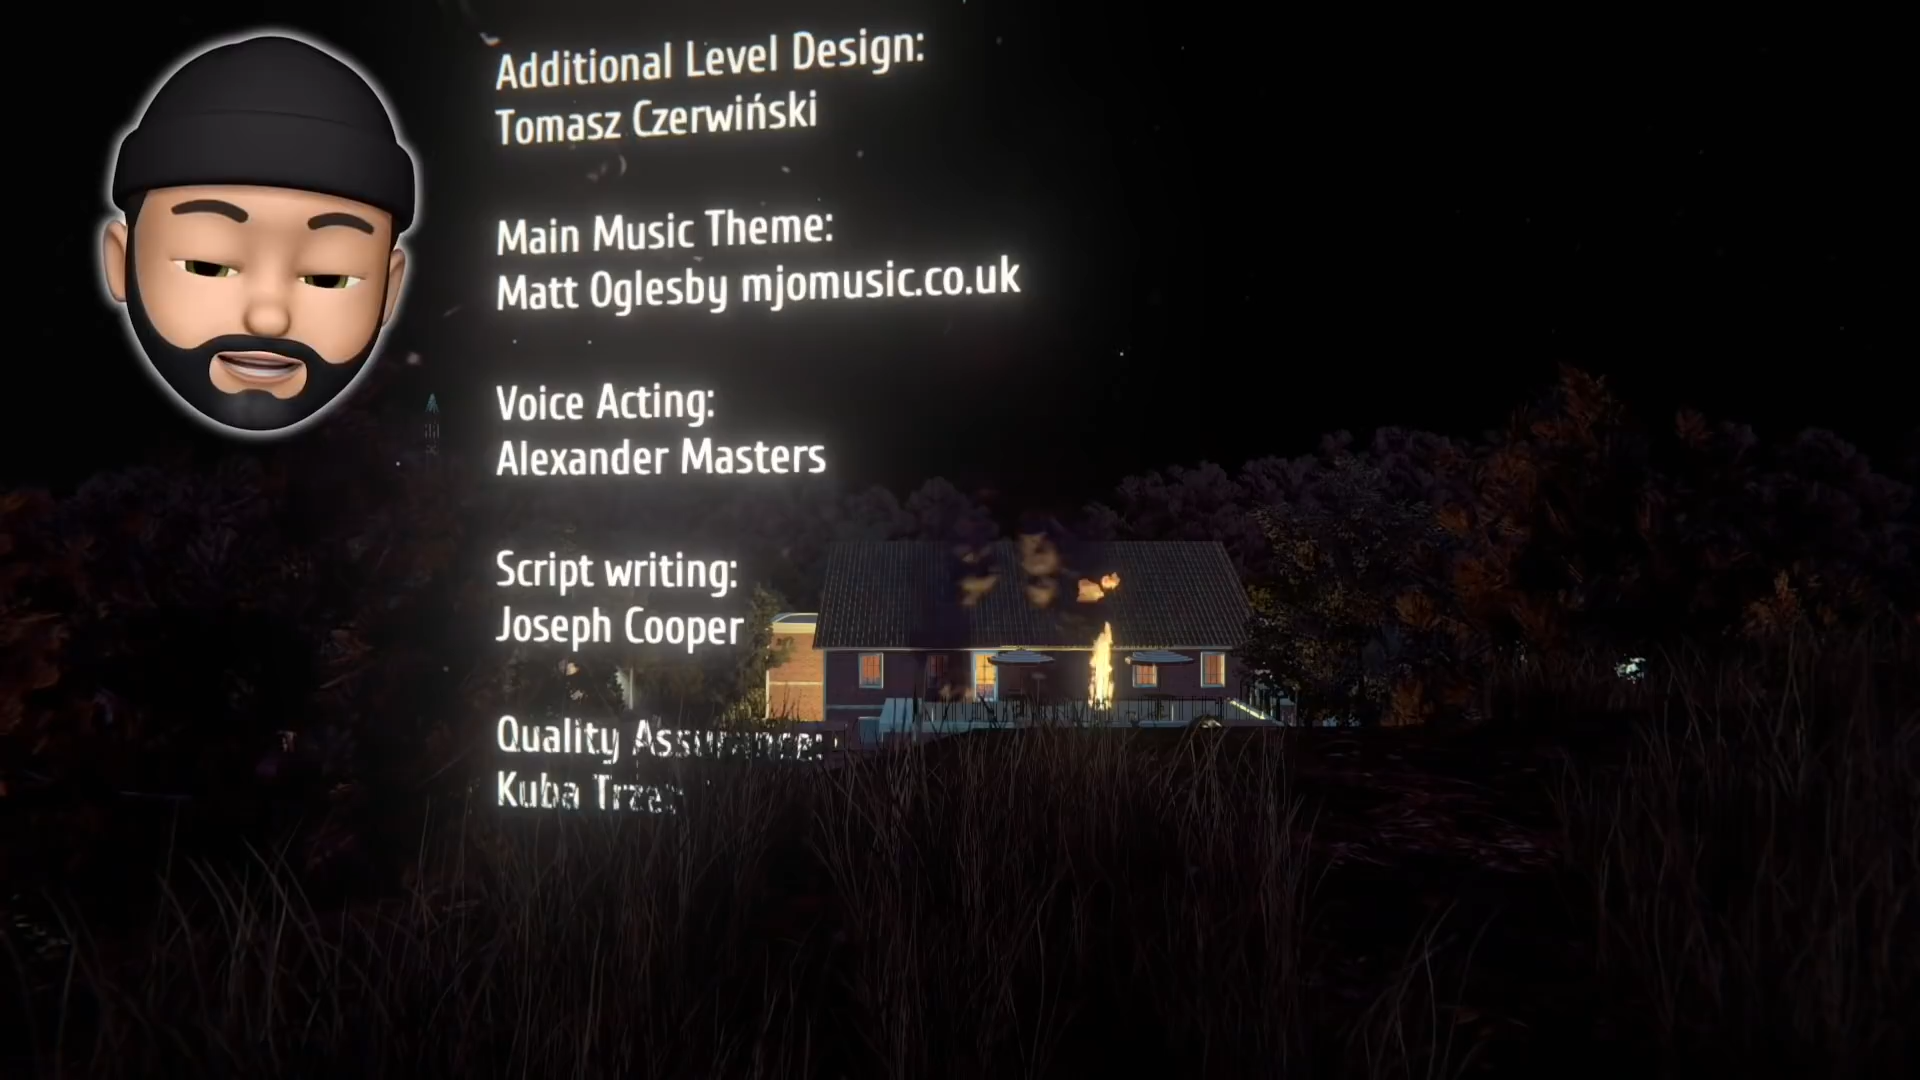 Additional Level Design:
Tomasz Czerwiński
Main Music Theme:
Matt Oglesby mjomusic.co.uk
Voice Acting:
Alexander Masters
Script writing:
Joseph Cooper
Quality Assurance:
Kuba